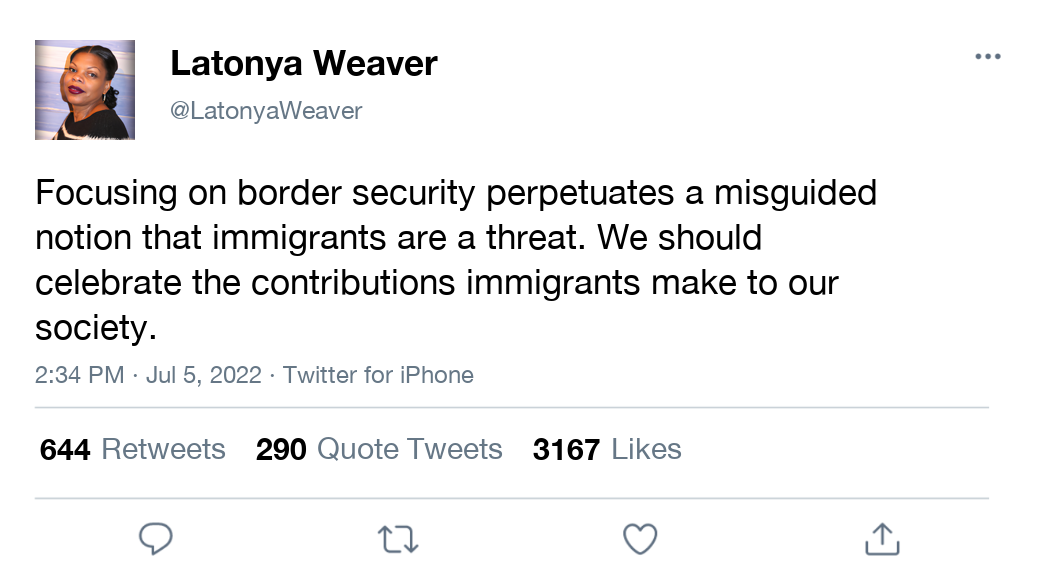 Latonya Weaver
@LatonyaWeaver
Focusing on border security perpetuates a misguided
notion that immigrants are a threat. We should
celebrate the contributions immigrants make to our
society.
2:34 PM · Jul 5, 2022 · Twitter for iPhone
644 Retweets 290 Quote Tweets 3167 Likes